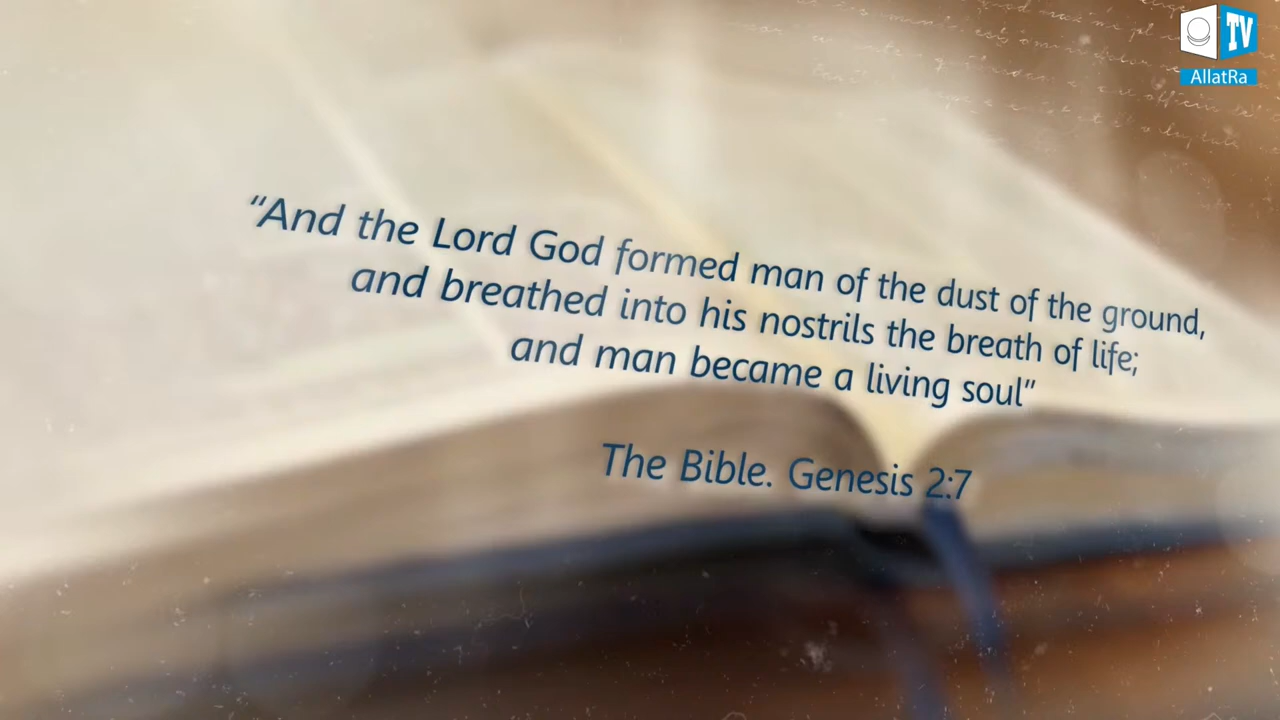 TV
AllatRa
“And the Lord God formed man of the dust of the ground,
and breathed into his nostrils the breath of life;
and man became a living soul”
The Bible. Genesis 2:7